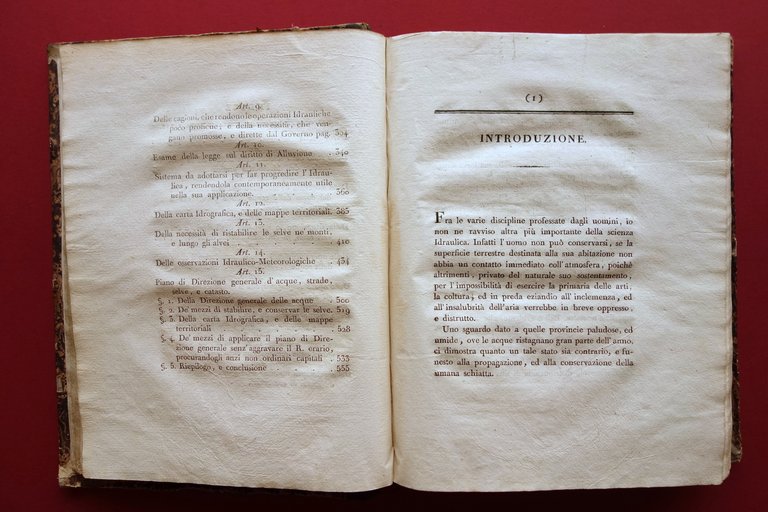 Art. 9.
Delle cagioni, che rendono le operazioni Idrauliche
poco proficue, e della necessità, che ven-
gano promosse, e dirette dal Governo pag. 324
Art. 10.
Esame della legge sul diritto di Allusione . 340
Art. 11.
Sistema da adottarsi per far progredire l'Idrau-
lica, rendendola contemporaneamente utile
nella sua applicazione. . . . . . 360
Art. 12.
Della carta Idrografica, e delle mappe territoriali. 385
Art. 13.
Della necessità di ristabilire le selve ne' monti,
e lungo gli alvei . . . . . . 410
Art. 14.
Delle osservazioni Idraulico-Meteorologiche . 434
Art. 15.
Piano di Direzione generale d'acque, strade,
selve, e catasto.
§. 1. Della Direzione generale delle acque . 500
§. 2. De' mezzi di stabilire, e conservar le selve. 519
§. 3. Della carta Idrografica, e delle mappe
territoriali . . . . . . 528
§. 4. De' mezzi di applicare il piano di Dire-
zione generale senz'aggravare il R. erario,
procurandogli anzi non ordinarj capitali . 533
§. 5. Riepilogo, e conclusione . . . . 555
(1)
INTRODUZIONE.
Fra le varie discipline professate dagli uomini, io
non ne ravviso altra più importante della scienza
Idraulica. Infatti l'uomo non può conservarsi, se la
superficie terrestre destinata alla sua abitazione non
abbia un contatto immediato coll'atmosfera, poichè
altrimenti, privato del naturale suo sostentamento,
per l'impossibilità di esercire la primaria delle arti,
la coltura, ed in preda eziandio all'inclemenza, ed
all'insalubrità dell'aria verrebbe in breve oppresso,
e distrutto.
Uno sguardo dato a quelle provincie paludose, ed
umide, ove le acque ristagnano gran parte dell'anno,
ci dimostra quanto un tale stato sia contrario, e fu-
nesto alla propagazione, ed alla conservazione della
umana schiatta.